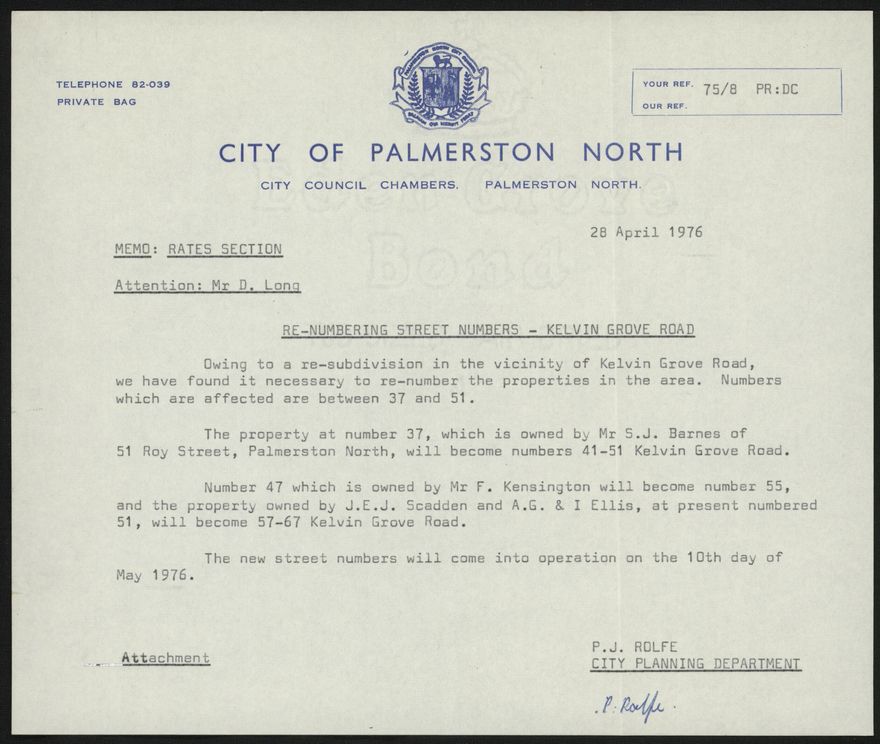 TELEPHONE 82-039
PRIVATE BAG
YOUR REF. 75/8 PR:DC
OUR REF.
CITY OF PALMERSTON NORTH
CITY COUNCIL CHAMBERS. PALMERSTON NORTH.
28 April 1976
MEMO: RATES SECTION
Attention: Mr D. Long
RE-NUMBERING STREET NUMBERS - KELVIN GROVE ROAD
Owing to a re-subdivision in the vicinity of Kelvin Grove Road,
we have found it necessary to re-number the properties in the area. Numbers
which are affected are between 37 and 51.
The property at number 37, which is owned by Mr S.J. Barnes of
51 Roy Street, Palmerston North, will become numbers 41-51 Kelvin Grove Road.
Number 47 which is owned by Mr F. Kensington will become number 55,
and the property owned by J.E.J. Scadden and A.G. & I Ellis, at present numbered
51, will become 57-67 Kelvin Grove Road.
The new street numbers will come into operation on the 10th day of
May 1976.
Attachment
P.J. ROLFE
CITY PLANNING DEPARTMENT
P. Rolfe.